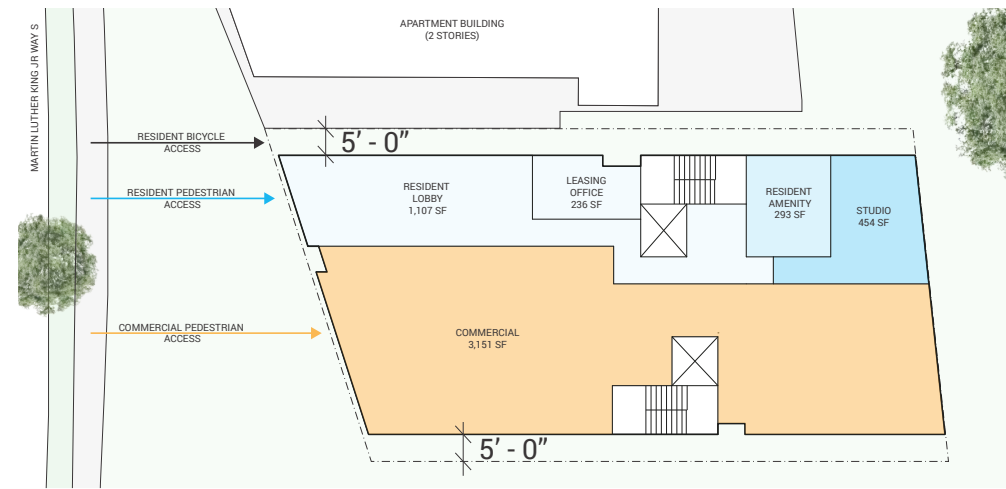 APARTMENT BUILDING
(2 STORIES)
MARTIN LUTHER KING JR WAY S
RESIDENT BICYCLE
ACCESS
5’ - 0”
RESIDENT PEDESTRIAN
ACCESS
RESIDENT
LOBBY
1,107 SF
LEASING
OFFICE
236 SF
RESIDENT
AMENITY
293 SF
STUDIO
454 SF
COMMERCIAL PEDESTRIAN
ACCESS
COMMERCIAL
3,151 SF
5’ - 0”